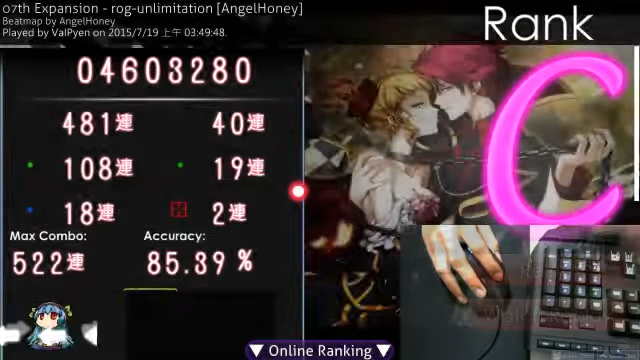 07th Expansion - rog-unlimitation [AngelHoney]
Beatmap by AngelHoney
Played by ValPyen on 2015/7/19 上午 03:49:48.
Rank
04603280
C
481連 40連
108連 19連
18連 2連
Max Combo: Accuracy:
522連 85.39 %
▼ Online Ranking ▼